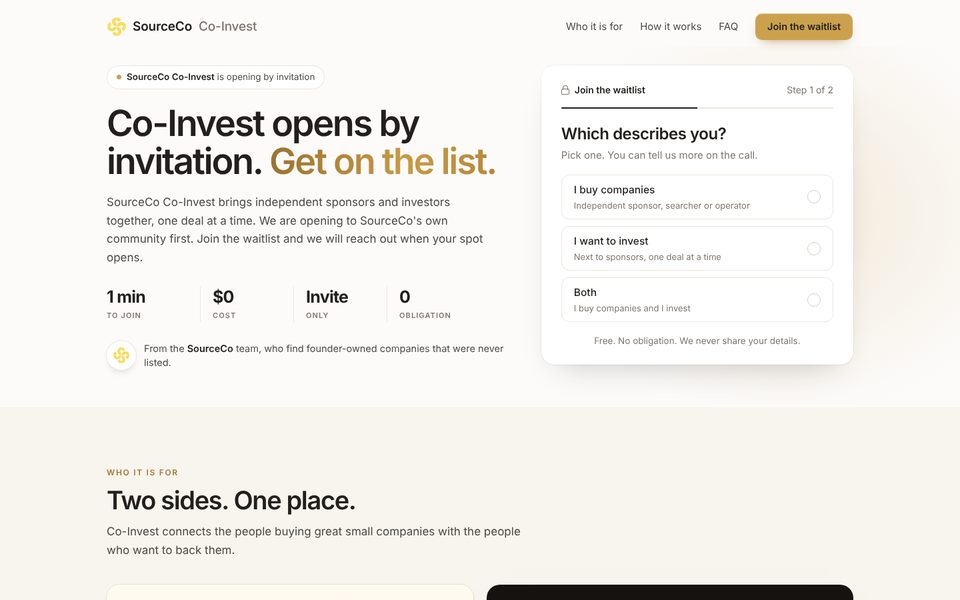 SourceCo Co-Invest
Who it is for
How it works
FAQ
Join the waitlist
SourceCo Co-Invest is opening by invitation
Co-Invest opens by
invitation. Get on the list.
SourceCo Co-Invest brings independent sponsors and investors
together, one deal at a time. We are opening to SourceCo's own
community first. Join the waitlist and we will reach out when your spot
opens.
1 min
TO JOIN
$0
COST
Invite
ONLY
0
OBLIGATION
From the SourceCo team, who find founder-owned companies that were never
listed.
Join the waitlist
Step 1 of 2
Which describes you?
Pick one. You can tell us more on the call.
I buy companies
Independent sponsor, searcher or operator
I want to invest
Next to sponsors, one deal at a time
Both
I buy companies and I invest
Free. No obligation. We never share your details.
WHO IT IS FOR
Two sides. One place.
Co-Invest connects the people buying great small companies with the people
who want to back them.